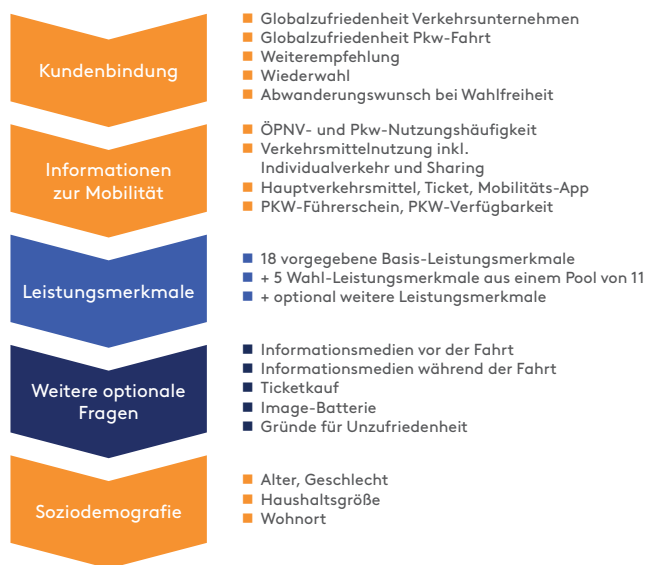 Kundenbindung
Globalzufriedenheit Verkehrsunternehmen
Globalzufriedenheit Pkw-Fahrt
Weiterempfehlung
Wiederwahl
Abwanderungswunsch bei Wahlfreiheit
Informationen
zur Mobilität
ÖPNV- und Pkw-Nutzungshäufigkeit
Verkehrsmittelnutzung inkl.
Individualverkehr und Sharing
Hauptverkehrsmittel, Ticket, Mobilitäts-App
PKW-Führerschein, PKW-Verfügbarkeit
Leistungsmerkmale
18 vorgegebene Basis-Leistungsmerkmale
+ 5 Wahl-Leistungsmerkmale aus einem Pool von 11
+ optional weitere Leistungsmerkmale
Weitere optionale
Fragen
Informationsmedien vor der Fahrt
Informationsmedien während der Fahrt
Ticketkauf
Image-Batterie
Gründe für Unzufriedenheit
Soziodemografie
Alter, Geschlecht
Haushaltsgröße
Wohnort